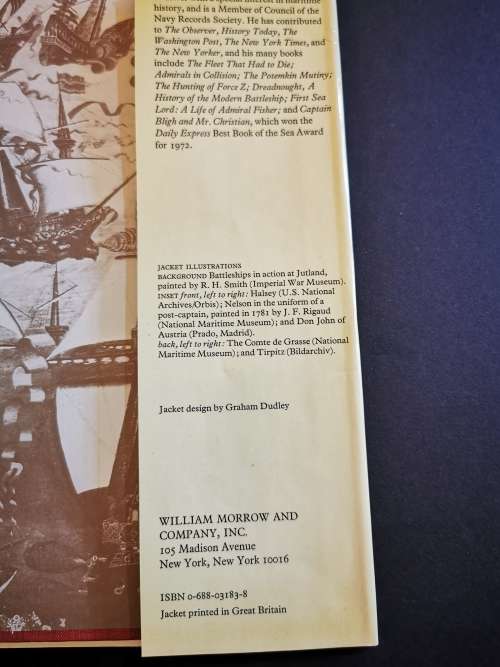 with special interest in maritime
history, and is a Member of Council of the
Navy Records Society. He has contributed
to The Observer, History Today, The
Washington Post, The New York Times, and
The New Yorker, and his many books
include The Fleet That Had to Die;
Admirals in Collision; The Potemkin Mutiny;
The Hunting of Force Z; Dreadnought, A
History of the Modern Battleship; First Sea
Lord: A Life of Admiral Fisher; and Captain
Bligh and Mr. Christian, which won the
Daily Express Best Book of the Sea Award
for 1972.
JACKET ILLUSTRATIONS
BACKGROUND Battleships in action at Jutland,
painted by R. H. Smith (Imperial War Museum).
INSET front, left to right: Halsey (U.S. National
Archives/Orbis); Nelson in the uniform of a
post-captain, painted in 1781 by J. F. Rigaud
(National Maritime Museum); and Don John of
Austria (Prado, Madrid).
back, left to right: The Comte de Grasse (National
Maritime Museum); and Tirpitz (Bildarchiv).
Jacket design by Graham Dudley
WILLIAM MORROW AND
COMPANY, INC.
105 Madison Avenue
New York, New York 10016
ISBN 0-688-03183-8
Jacket printed in Great Britain